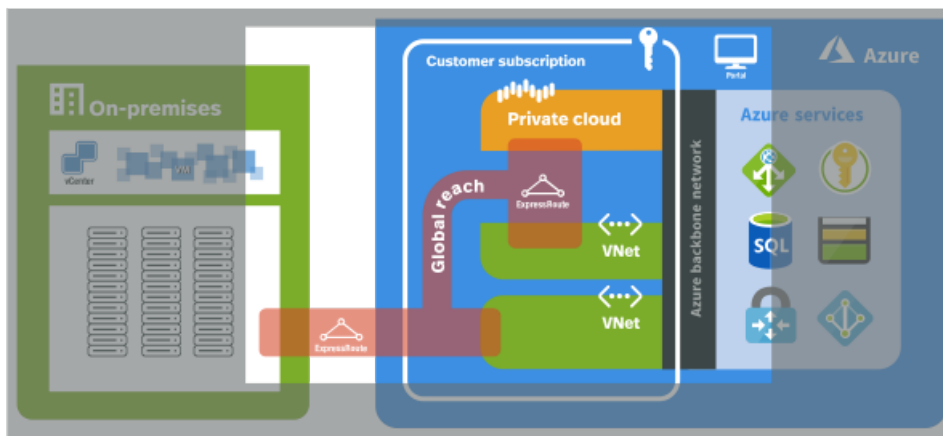 Customer subscription
Portal
Azure
On-premises
vCenter
VM
Private cloud
Azure services
ExpressRoute
Global reach
VNet
Azure backbone network
SQL
VNet
ExpressRoute